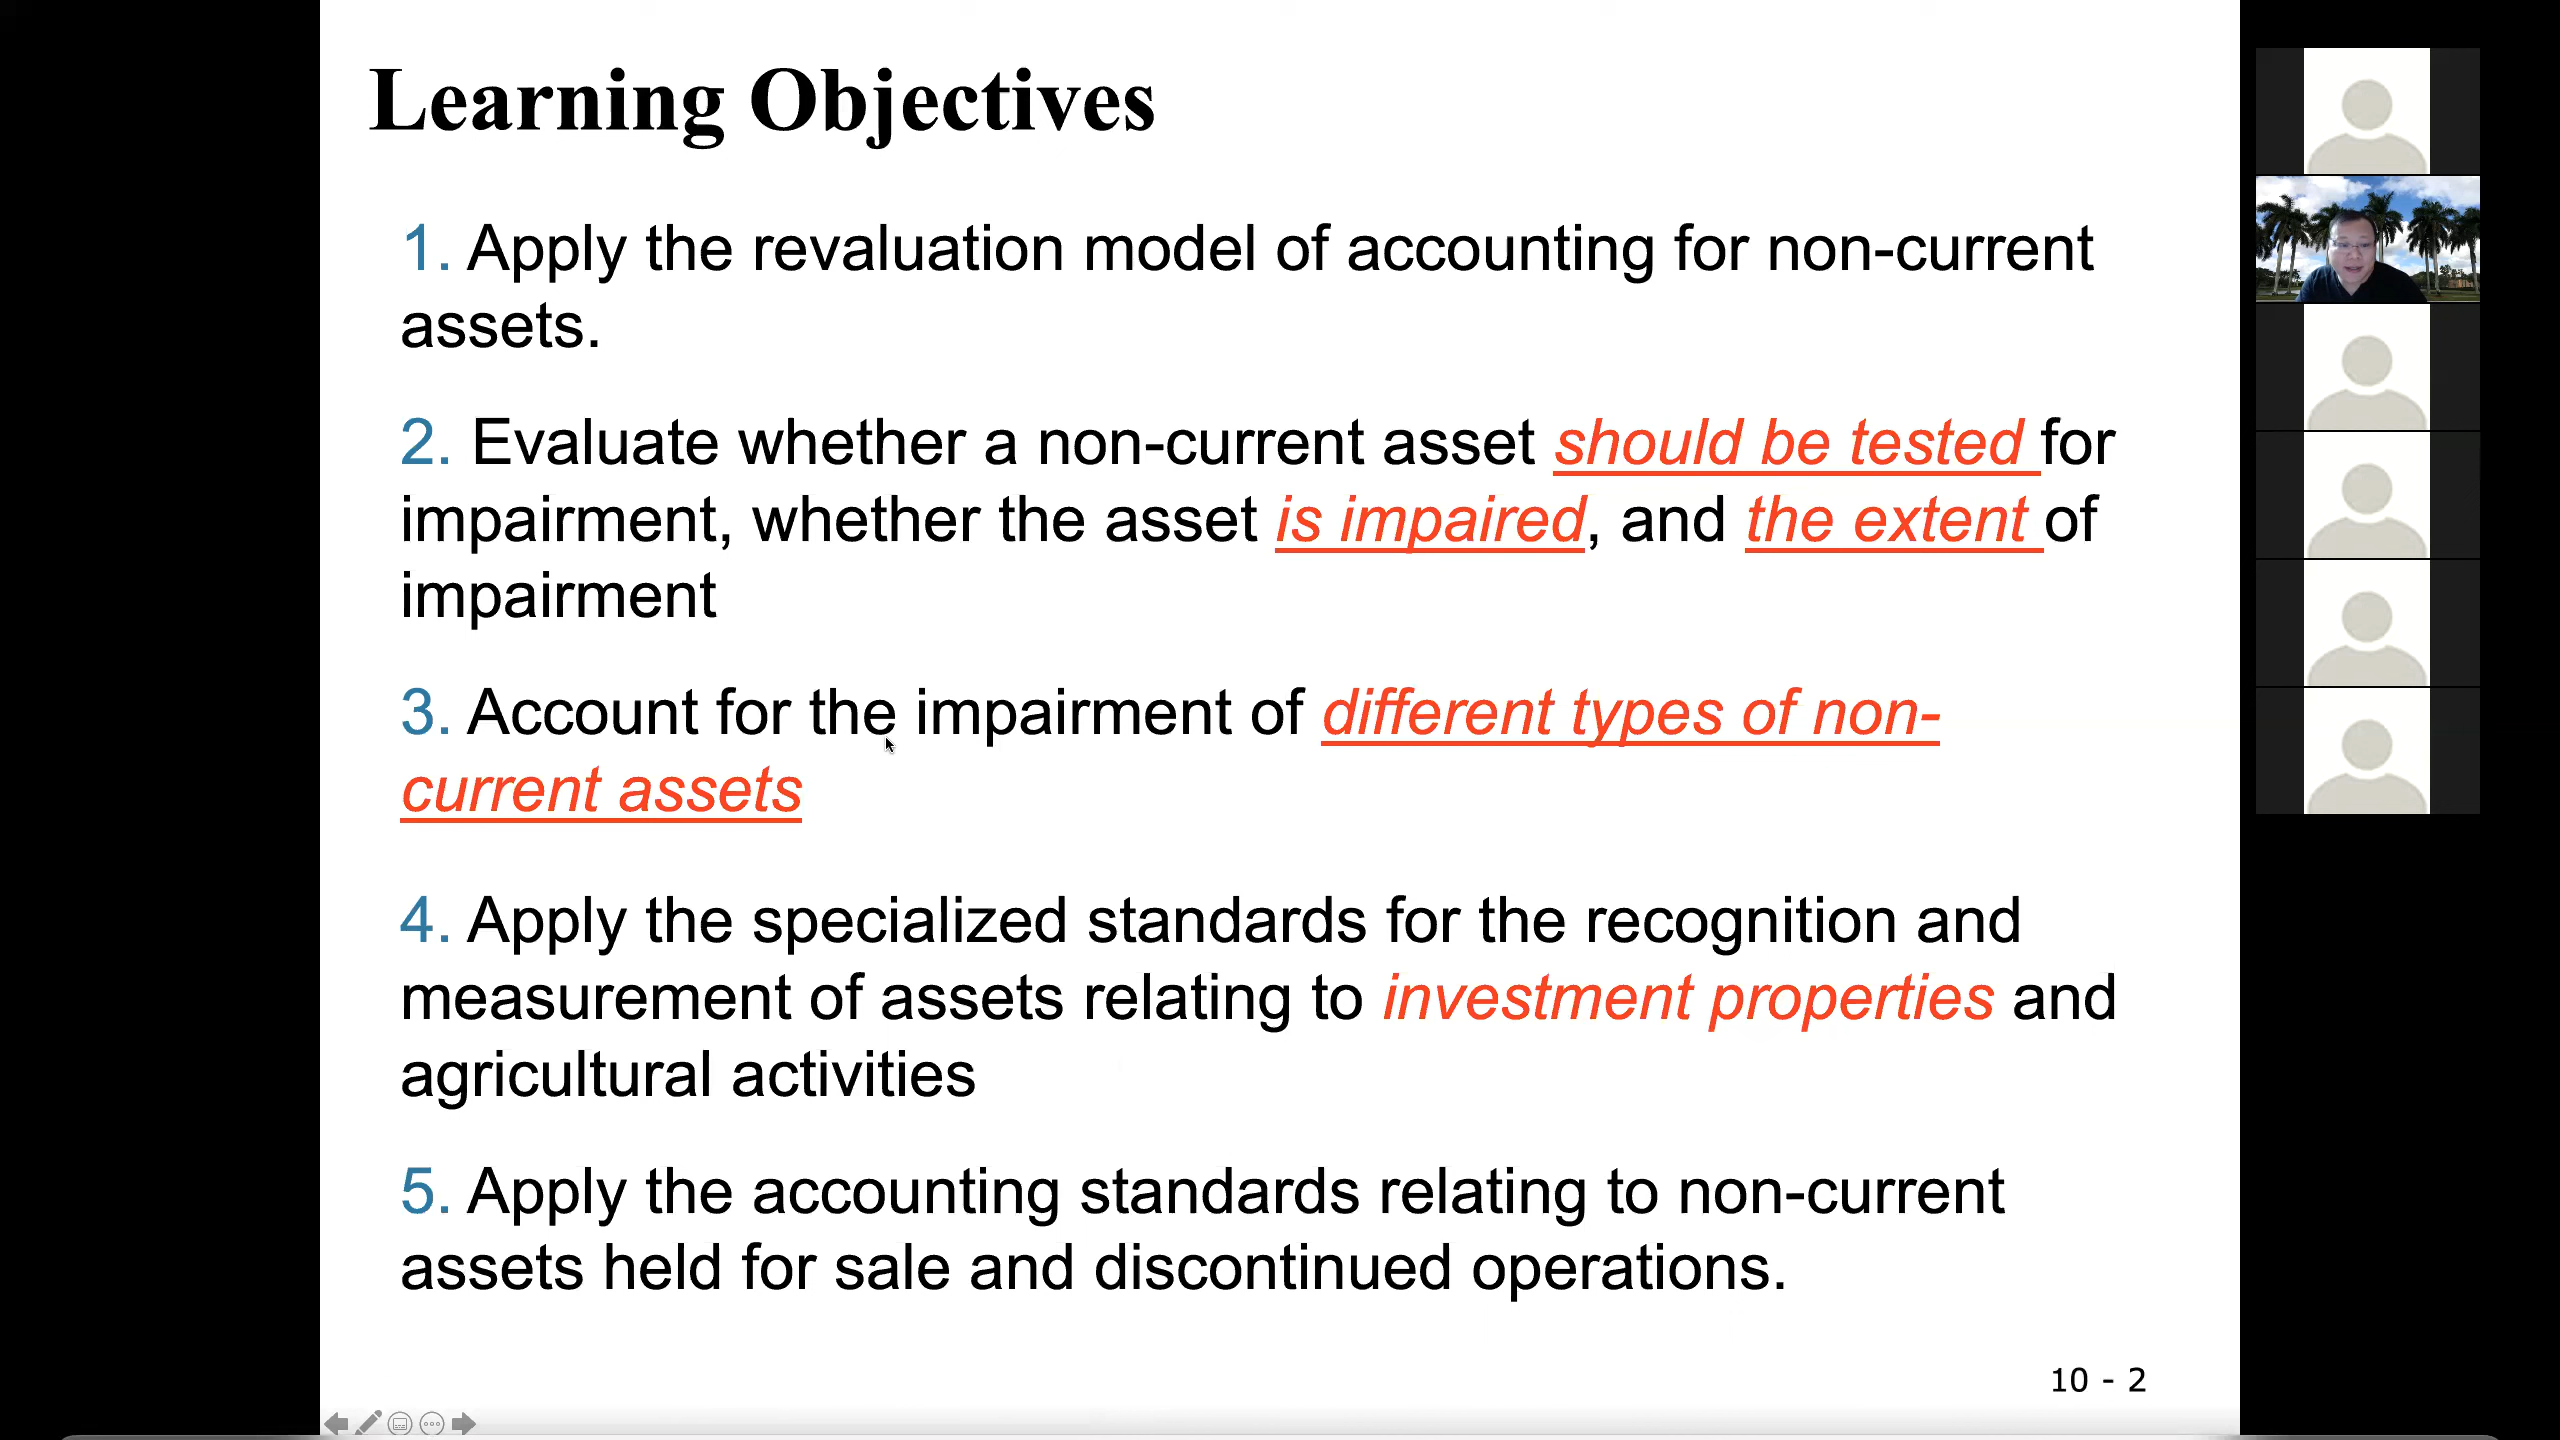 Learning Objectives
1. Apply the revaluation model of accounting for non-current
assets.
2. Evaluate whether a non-current asset should be tested for
impairment, whether the asset is impaired, and the extent of
impairment
3. Account for the impairment of different types of non-
current assets
4. Apply the specialized standards for the recognition and
measurement of assets relating to investment properties and
agricultural activities
5. Apply the accounting standards relating to non-current
assets held for sale and discontinued operations.
10 - 2